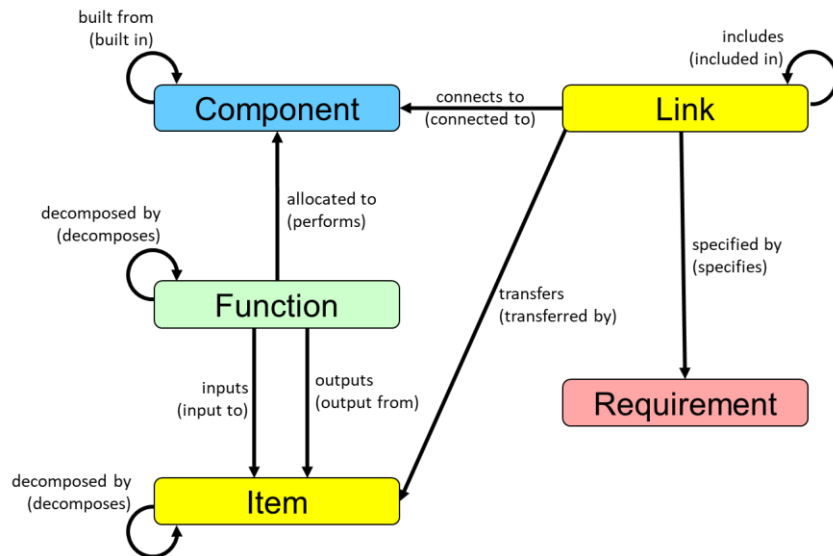 built from
(built in)
includes
(included in)
Component
connects to
(connected to)
Link
allocated to
(performs)
decomposed by
(decomposes)
specified by
(specifies)
Function
transfers
(transferred by)
inputs
(input to)
outputs
(output from)
Requirement
decomposed by
(decomposes)
Item